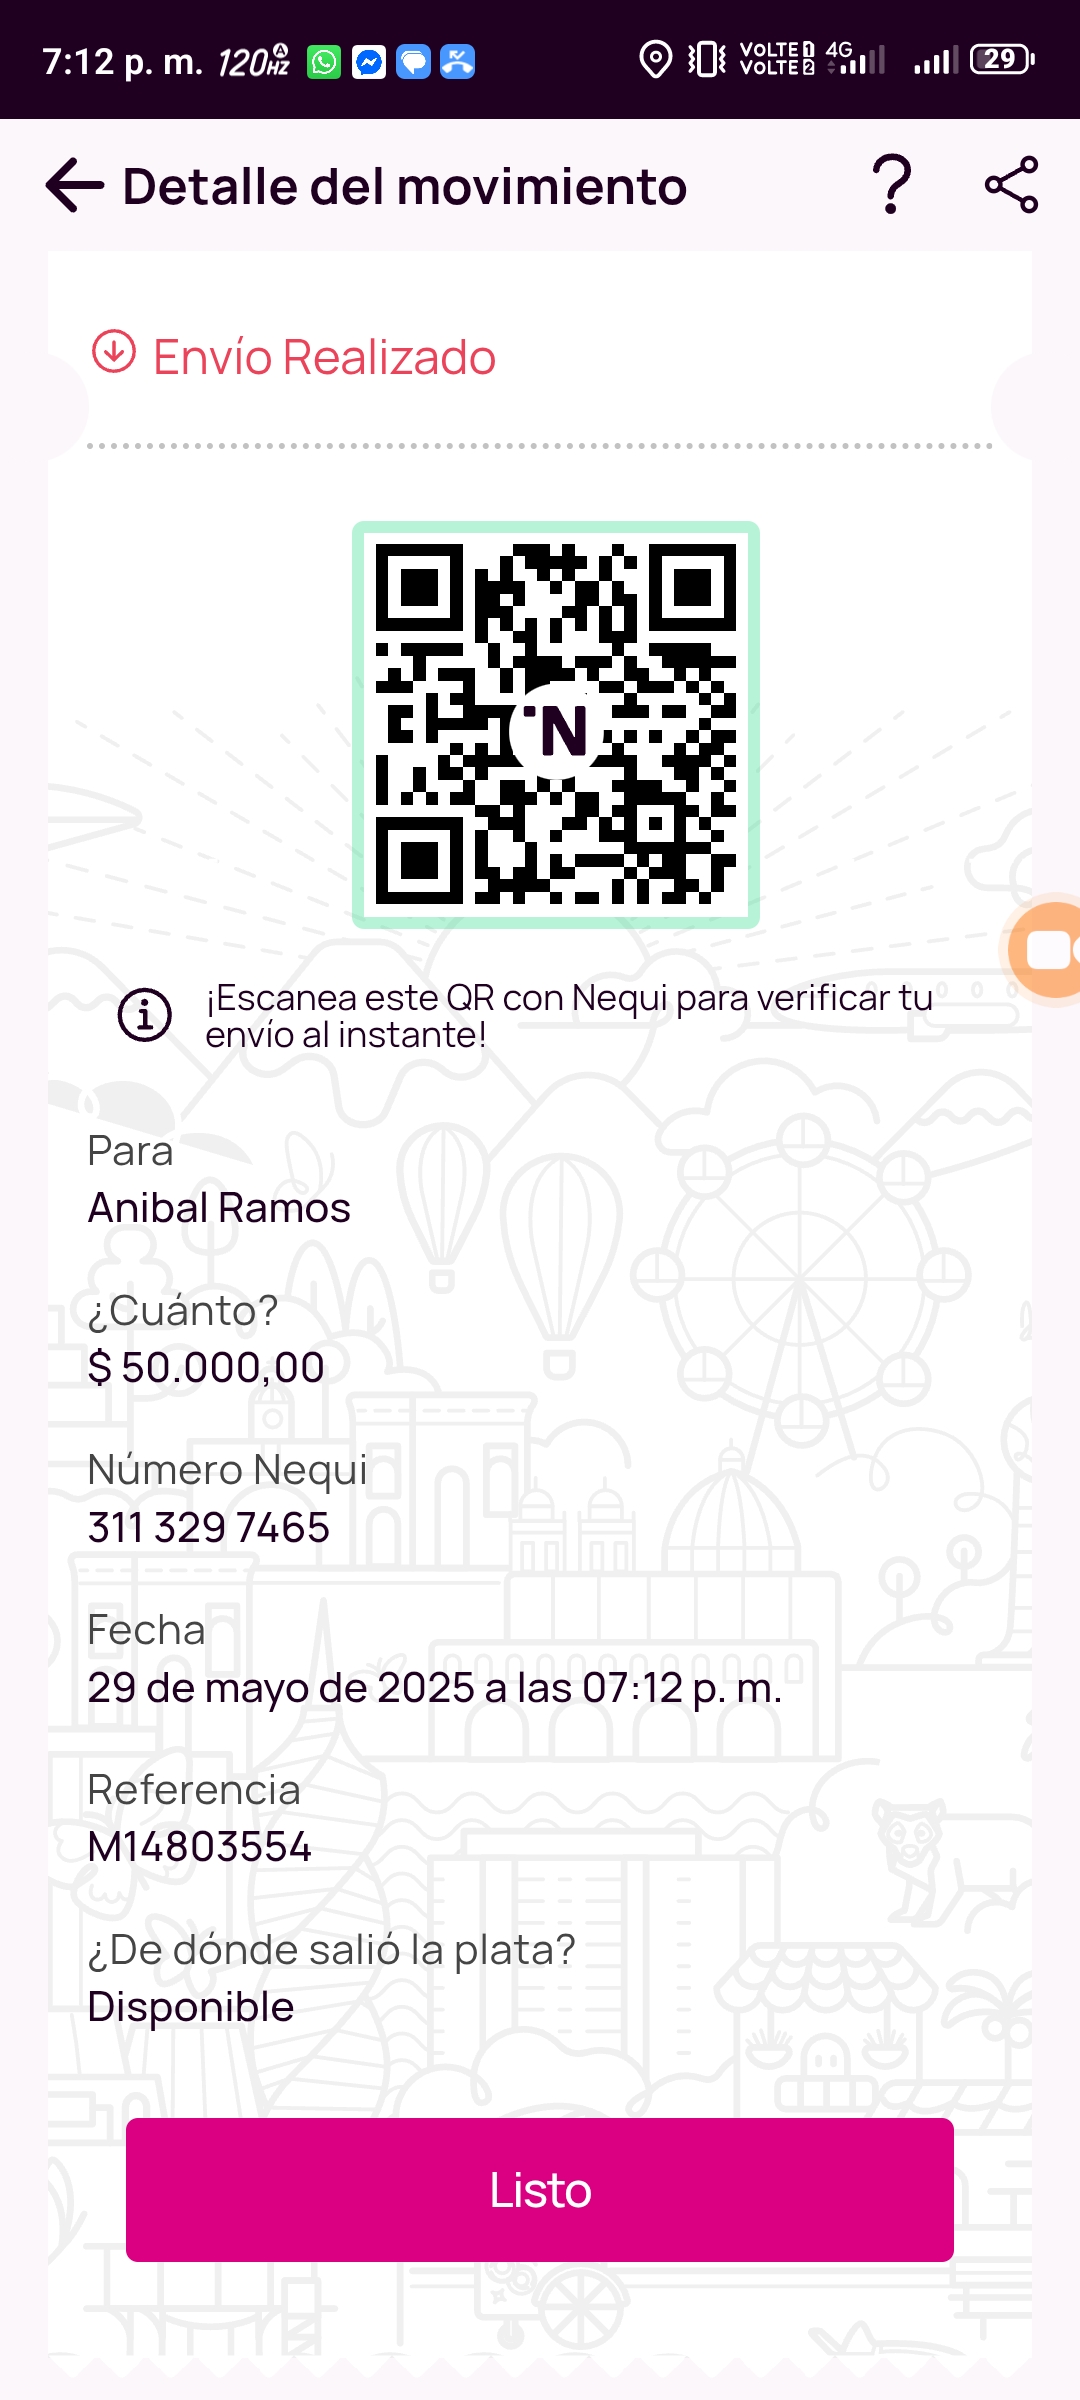 7:12 p. m. 120HZ A VoLTE 1 VoLTE 2 4G 29
Detalle del movimiento ?
Envío Realizado
N
¡Escanea este QR con Nequi para verificar tu
envío al instante!
Para
Anibal Ramos
¿Cuánto?
$ 50.000,00
Número Nequi
311 329 7465
Fecha
29 de mayo de 2025 a las 07:12 p. m.
Referencia
M14803554
¿De dónde salió la plata?
Disponible
Listo